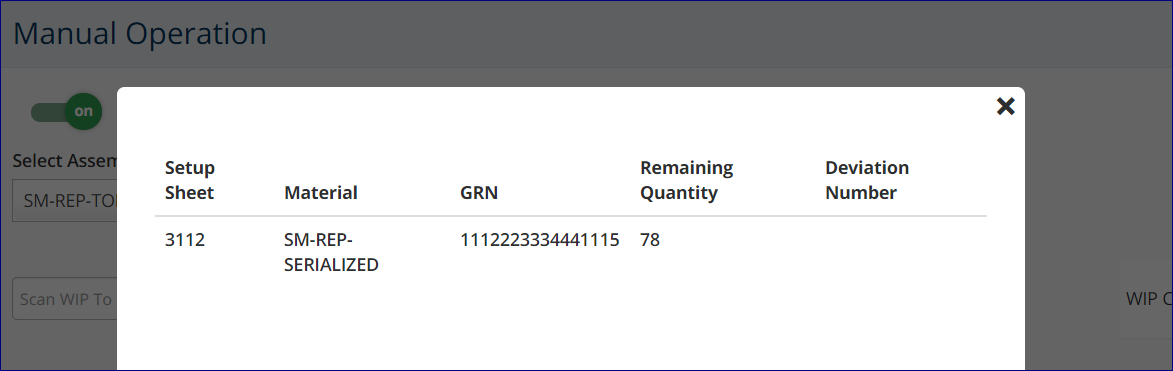 Manual Operation
on
Select Assem
SM-REP-TO
Scan WIP To
WIP C
Setup Sheet
Material
GRN
Remaining Quantity
Deviation Number
3112
SM-REP-SERIALIZED
1112223334441115
78